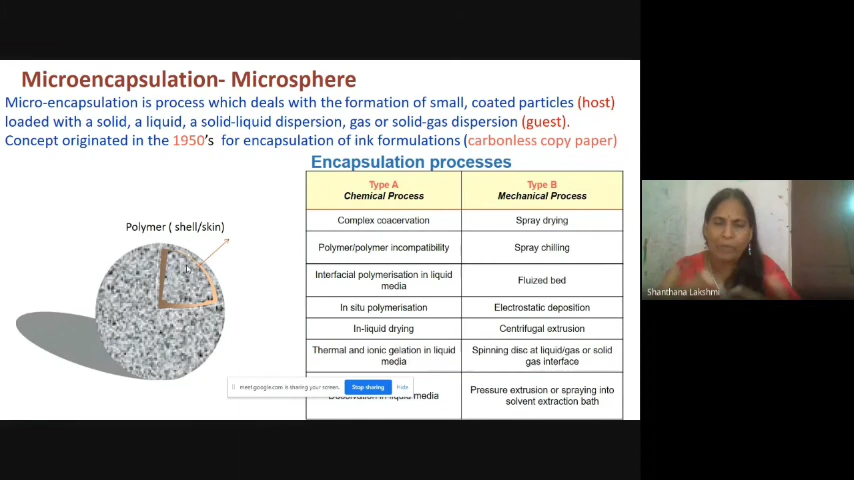 Microencapsulation- Microsphere
Micro-encapsulation is process which deals with the formation of small, coated particles (host)
loaded with a solid, a liquid, a solid-liquid dispersion, gas or solid-gas dispersion (guest).
Concept originated in the 1950's for encapsulation of ink formulations (carbonless copy paper)
Encapsulation processes
Type A
Chemical Process
Type B
Mechanical Process
Complex coacervation
Spray drying
Polymer/polymer incompatibility
Spray chilling
Interfacial polymerisation in liquid
media
Fluized bed
In situ polymerisation
Electrostatic deposition
In-liquid drying
Centrifugal extrusion
Thermal and ionic gelation in liquid
media
Spinning disc at liquid/gas or solid
gas interface
in liquid media
Pressure extrusion or spraying into
solvent extraction bath
Polymer ( shell/skin)
meet.google.com is sharing your screen.
Stop sharing
Hide
Shanthana Lakshmi